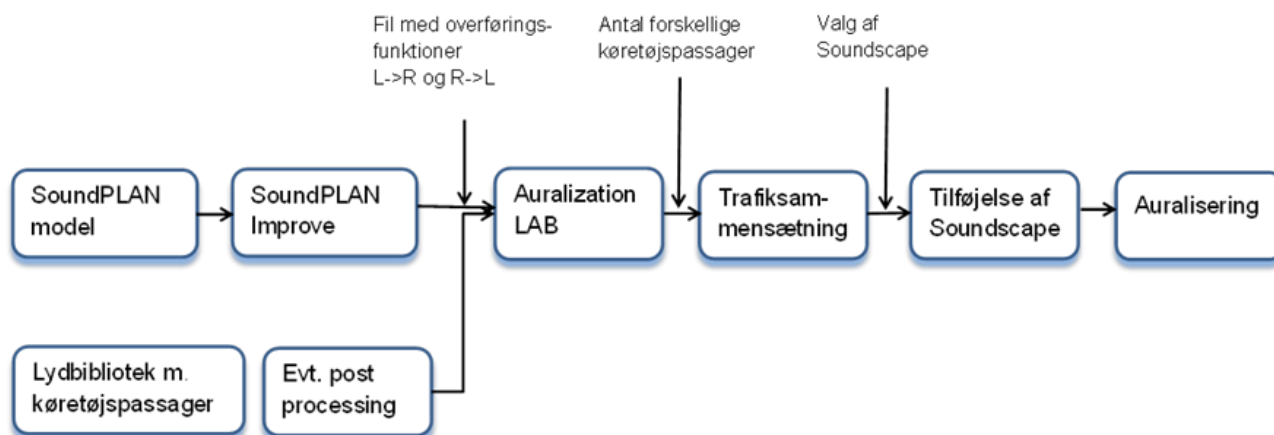 Fil med overførings-
funktioner
L->R og R->L
Antal forskellige
køretøjspassager
Valg af
Soundscape
SoundPLAN
model
SoundPLAN
Improve
Auralization
LAB
Trafiksam-
mensætning
Tilføjelse af
Soundscape
Auralisering
Lydbibliotek m.
køretøjspassager
Evt. post
processing